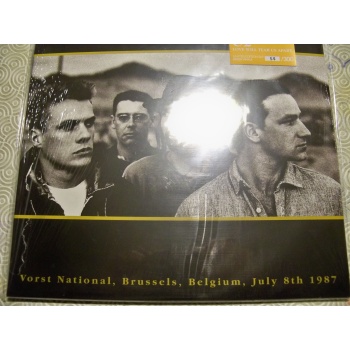 Vorst National, Brussels, Belgium, July 8th 1987